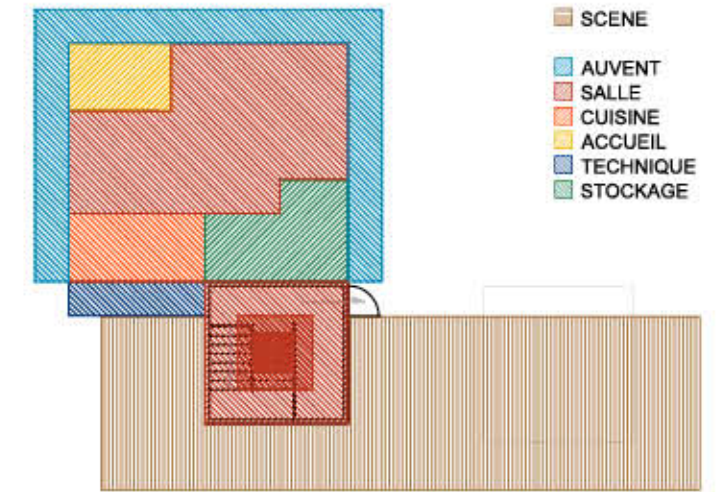 SCENE
AUVENT
SALLE
CUISINE
ACCUEIL
TECHNIQUE
STOCKAGE